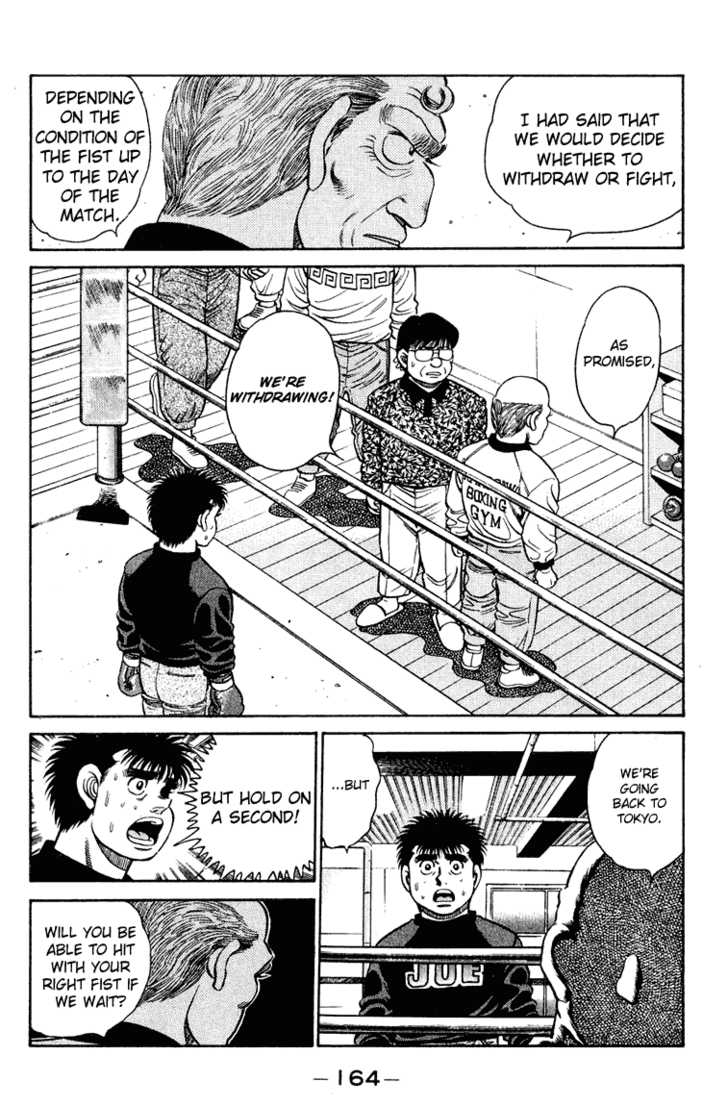 I HAD SAID THAT
WE WOULD DECIDE
WHETHER TO
WITHDRAW OR FIGHT,
DEPENDING
ON THE
CONDITION OF
THE FIST UP
TO THE DAY
OF THE
MATCH.
AS
PROMISED,
WE'RE
WITHDRAWING!
BOXING
GYM
WE'RE
GOING
BACK TO
TOKYO.
...BUT
JOE
BUT HOLD ON
A SECOND!
WILL YOU BE
ABLE TO HIT
WITH YOUR
RIGHT FIST IF
WE WAIT?
—164—